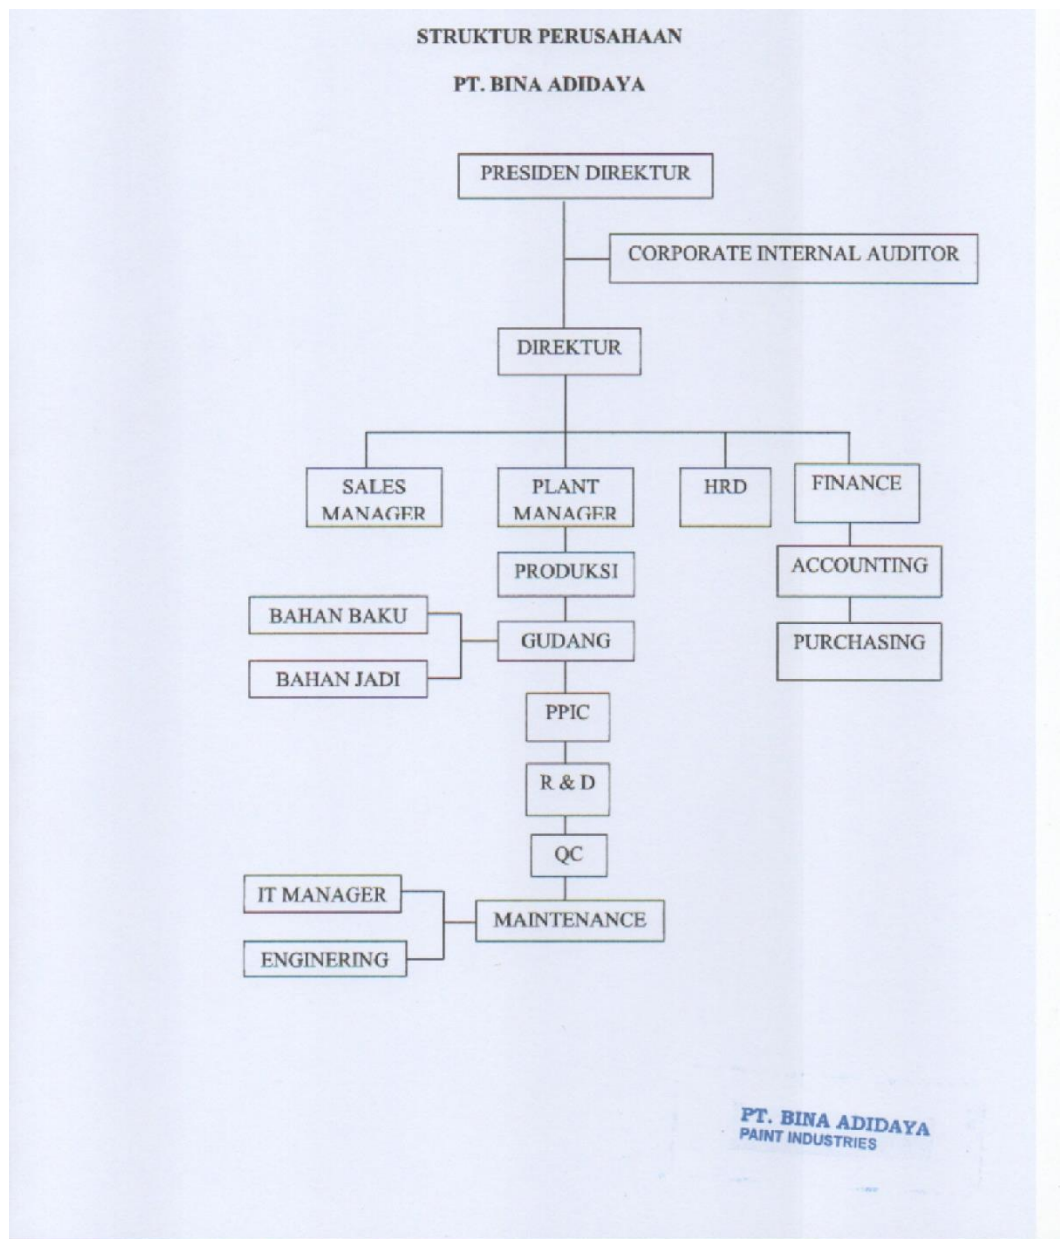 STRUKTUR PERUSAHAAN
PT. BINA ADIDAYA
PRESIDEN DIREKTUR
CORPORATE INTERNAL AUDITOR
DIREKTUR
SALES
MANAGER
PLANT
MANAGER
HRD
FINANCE
PRODUKSI
ACCOUNTING
BAHAN BAKU
GUDANG
PURCHASING
BAHAN JADI
PPIC
R & D
QC
IT MANAGER
MAINTENANCE
ENGINERING
PT. BINA ADIDAYA
PAINT INDUSTRIES